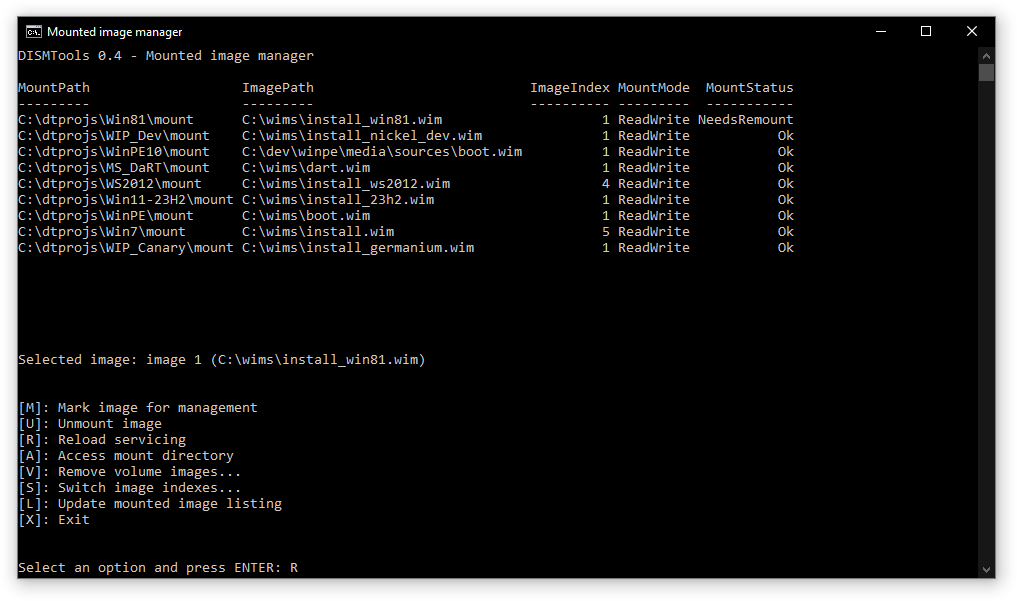 Mounted image manager
DISMTools 0.4 - Mounted image manager
MountPath ImagePath ImageIndex MountMode MountStatus
--------- --------- ---------- --------- -----------
C:\dtprojs\Win81\mount C:\wims\install_win81.wim 1 ReadWrite NeedsRemount
C:\dtprojs\WIP_Dev\mount C:\wims\install_nickel_dev.wim 1 ReadWrite Ok
C:\dtprojs\WinPE10\mount C:\dev\winpe\media\sources\boot.wim 1 ReadWrite Ok
C:\dtprojs\MS_DaRT\mount C:\wims\dart.wim 1 ReadWrite Ok
C:\dtprojs\WS2012\mount C:\wims\install_ws2012.wim 4 ReadWrite Ok
C:\dtprojs\Win11-23H2\mount C:\wims\install_23h2.wim 1 ReadWrite Ok
C:\dtprojs\WinPE\mount C:\wims\boot.wim 1 ReadWrite Ok
C:\dtprojs\Win7\mount C:\wims\install.wim 5 ReadWrite Ok
C:\dtprojs\WIP_Canary\mount C:\wims\install_germanium.wim 1 ReadWrite Ok
Selected image: image 1 (C:\wims\install_win81.wim)
[M]: Mark image for management
[U]: Unmount image
[R]: Reload servicing
[A]: Access mount directory
[V]: Remove volume images...
[S]: Switch image indexes...
[L]: Update mounted image listing
[X]: Exit
Select an option and press ENTER: R